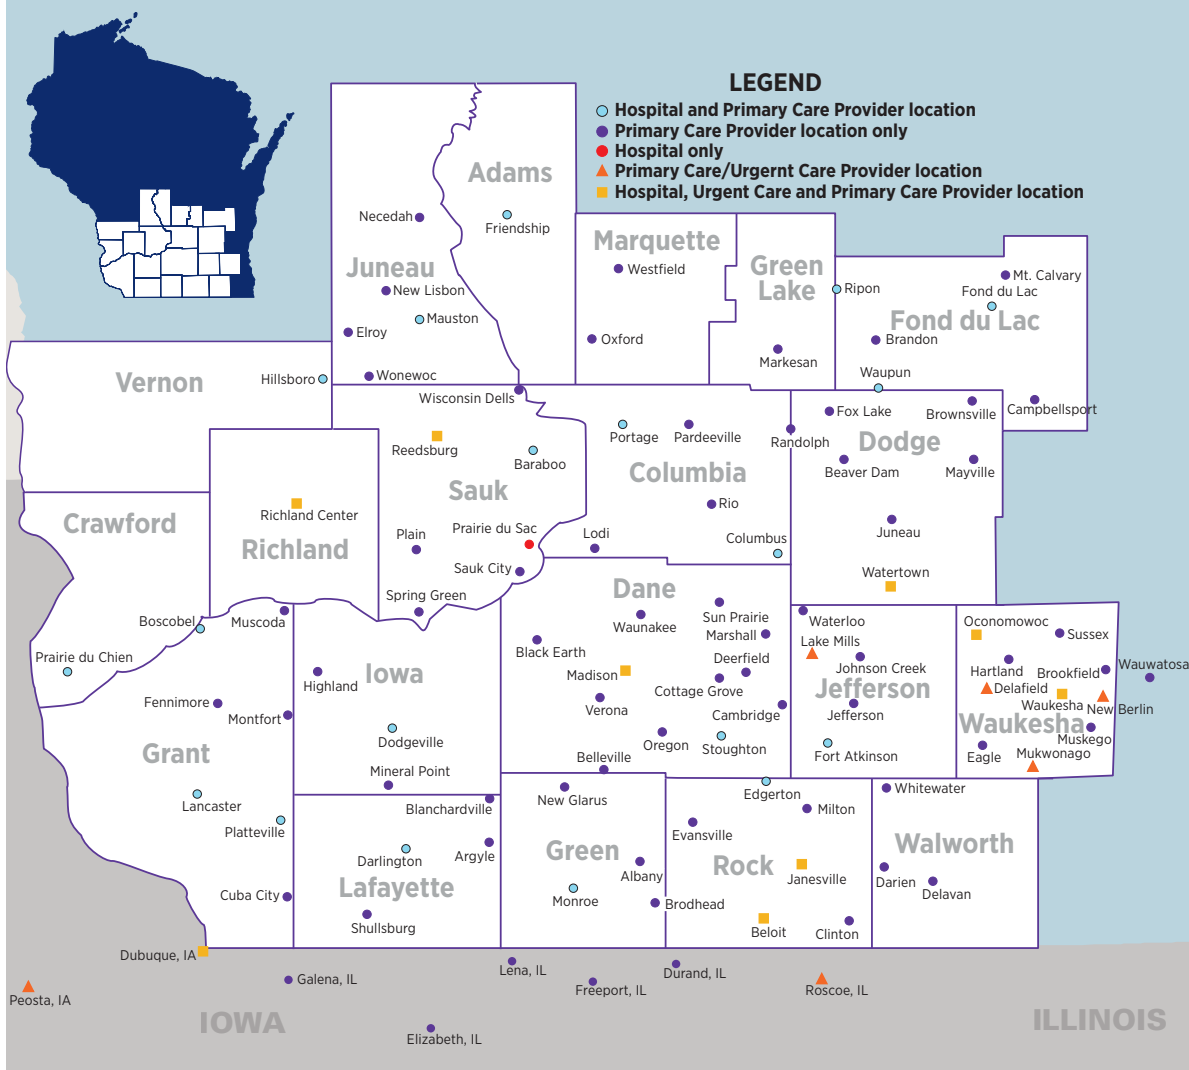 LEGEND
Hospital and Primary Care Provider location
Primary Care Provider location only
Hospital only
Primary Care/Urgernt Care Provider location
Hospital, Urgent Care and Primary Care Provider location
Adams
Necedah
Friendship
Juneau
New Lisbon
Mauston
Elroy
Wonewoc
Marquette
Westfield
Oxford
Green
Lake
Markesan
Ripon
Mt. Calvary
Fond du Lac
Fond du Lac
Brandon
Waupun
Campbellsport
Vernon
Hillsboro
Wisconsin Dells
Reedsburg
Baraboo
Sauk
Prairie du Sac
Plain
Sauk City
Spring Green
Portage
Pardeeville
Columbia
Rio
Lodi
Columbus
Randolph
Fox Lake
Brownsville
Dodge
Beaver Dam
Mayville
Juneau
Watertown
Crawford
Richland Center
Richland
Boscobel
Muscoda
Prairie du Chien
Fennimore
Montfort
Grant
Lancaster
Platteville
Cuba City
Highland
Iowa
Dodgeville
Mineral Point
Dane
Sun Prairie
Waunakee
Marshall
Black Earth
Deerfield
Madison
Cottage Grove
Verona
Cambridge
Oregon
Stoughton
Belleville
Waterloo
Lake Mills
Johnson Creek
Jefferson
Jefferson
Fort Atkinson
Oconomowoc
Sussex
Hartland
Brookfield
Wauwatosa
Delafield
Waukesha
New Berlin
Waukesha
Muskego
Eagle
Mukwonago
Blanchardville
Darlington
Argyle
Lafayette
Shullsburg
New Glarus
Green
Albany
Monroe
Brodhead
Edgerton
Milton
Evansville
Rock
Janesville
Beloit
Clinton
Whitewater
Walworth
Darien
Delavan
Dubuque, IA
Peosta, IA
Galena, IL
Lena, IL
Freeport, IL
Durand, IL
Roscoe, IL
Elizabeth, IL
IOWA
ILLINOIS